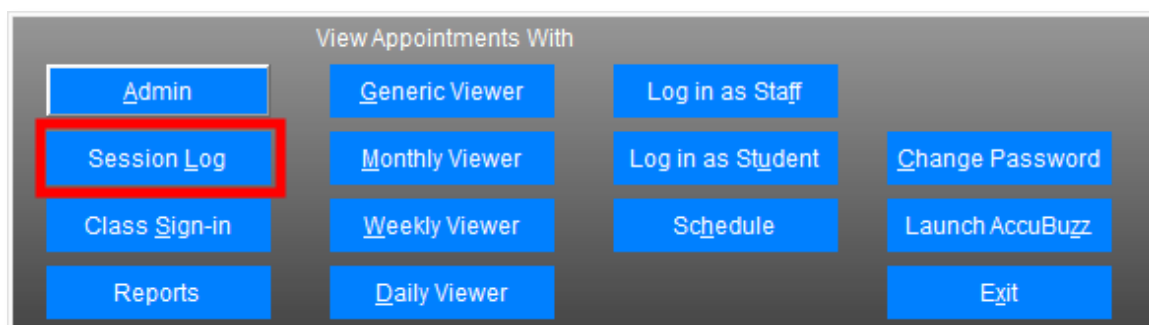 View Appointments With
Admin Generic Viewer Log in as Staff
Session Log Monthly Viewer Log in as Student Change Password
Class Sign-in Weekly Viewer Schedule Launch AccuBuzz
Reports Daily Viewer Exit